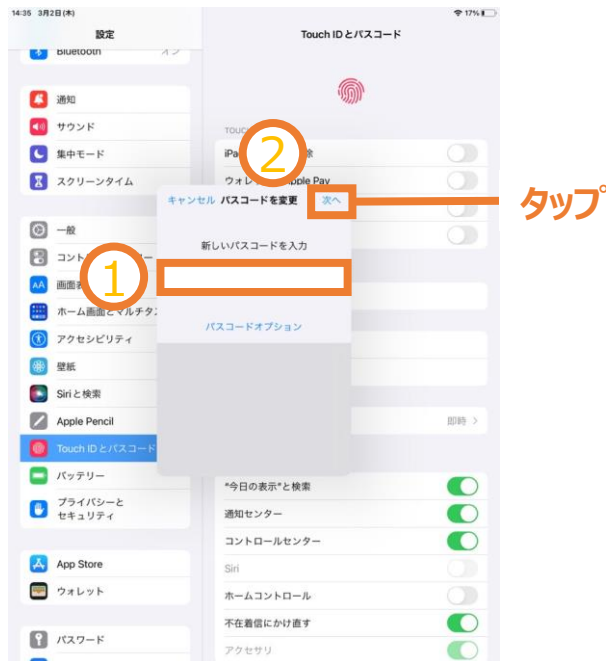 14:35 3月2日(木)
17%
設定
Touch IDとパスコード
Bluetooth
オン
通知
サウンド
集中モード
スクリーンタイム
一般
画面
ホーム画面とマルチタ
アクセシビリティ
壁紙
Siriと検索
Apple Pencil
Touch IDとパスコード
バッテリー
プライバシーと
セキュリティ
App Store
ウォレット
パスワード
iPa
ウォレ
Apple Pay
②
キャンセル パスコードを変更 次へ
タップ
新しいパスコードを入力
①
パスコードオプション
即時
"今日の表示"と検索
通知センター
コントロールセンター
Siri
ホームコントロール
不在着信にかけ直す
アクセサリ